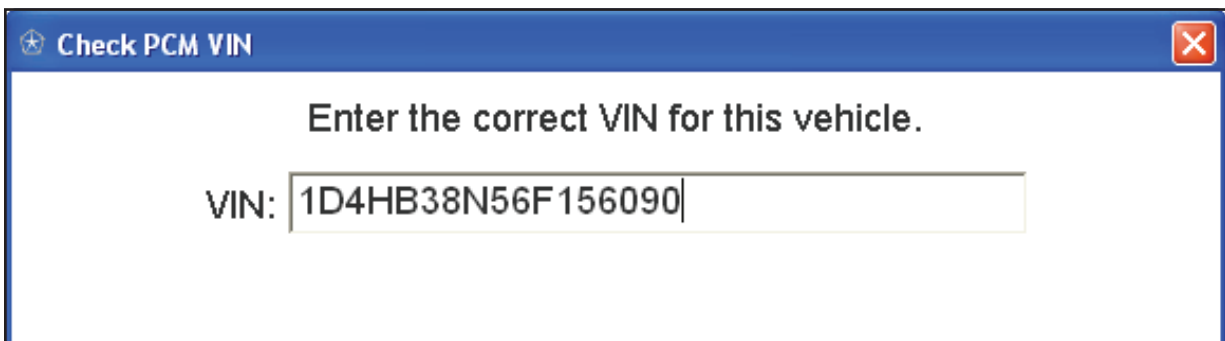 Check PCM VIN
Enter the correct VIN for this vehicle.
VIN: 1D4HB38N56F156090